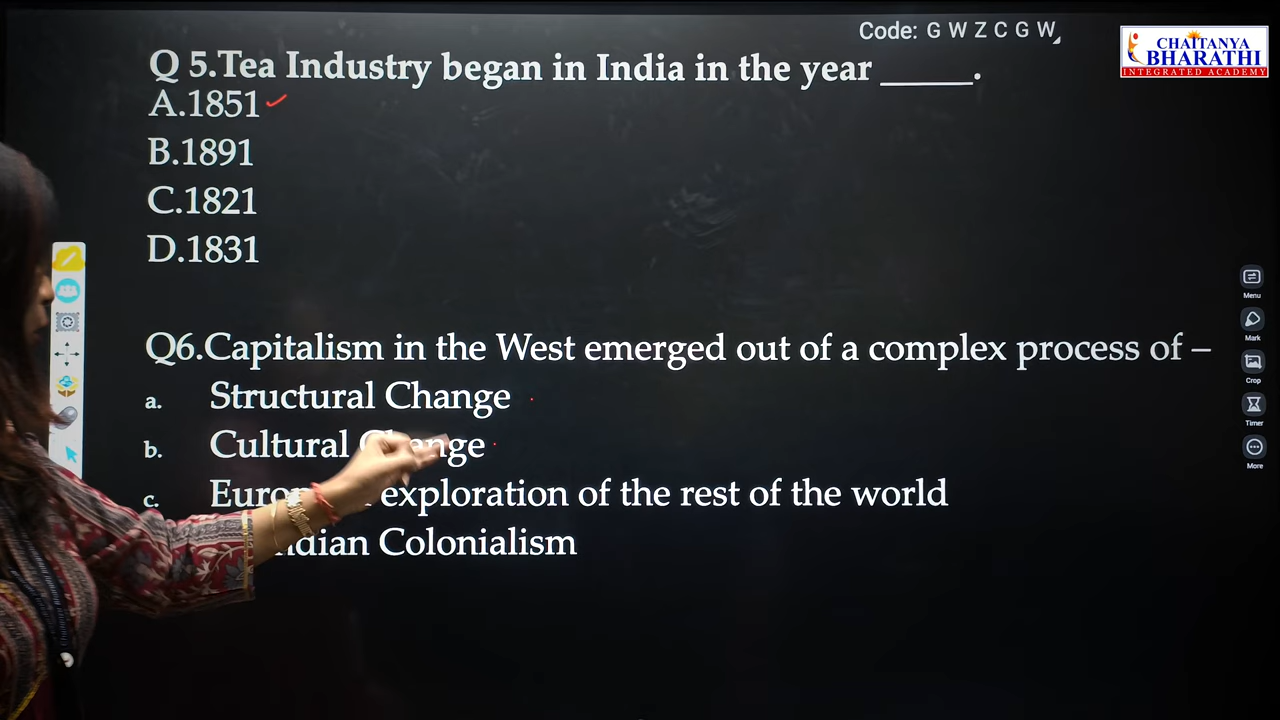 Code: G W Z C G W
CHAITANYA
BHARATHI
INTEGRATED ACADEMY
Q 5.Tea Industry began in India in the year _____.
A.1851
B.1891
C.1821
D.1831
Q6.Capitalism in the West emerged out of a complex process of –
a. Structural Change
b. Cultural Change
c. exploration of the rest of the world
Colonialism
Menu
Mark
Crop
Timer
More